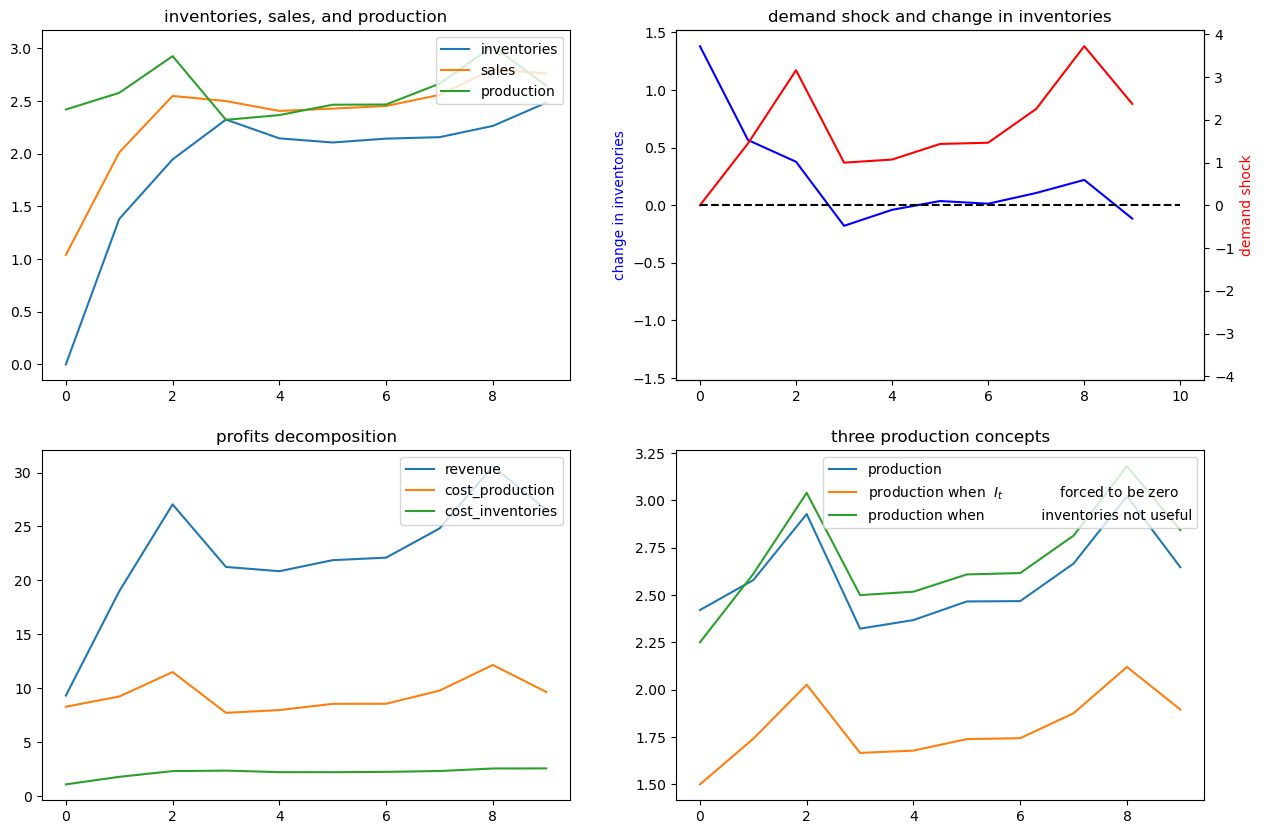 inventories, sales, and production
3.0
2.5
2.0
1.5
1.0
0.5
0.0
inventories
sales
production
0 2 4 6 8
demand shock and change in inventories
change in inventories
1.5
1.0
0.5
0.0
−0.5
−1.0
−1.5
4
3
2
1
0
−1
−2
−3
−4
demand shock
0 2 4 6 8 10
profits decomposition
30
25
20
15
10
5
0
revenue
cost_production
cost_inventories
0 2 4 6 8
three production concepts
3.25
3.00
2.75
2.50
2.25
2.00
1.75
1.50
production
production when I_t forced to be zero
production when inventories not useful
0 2 4 6 8